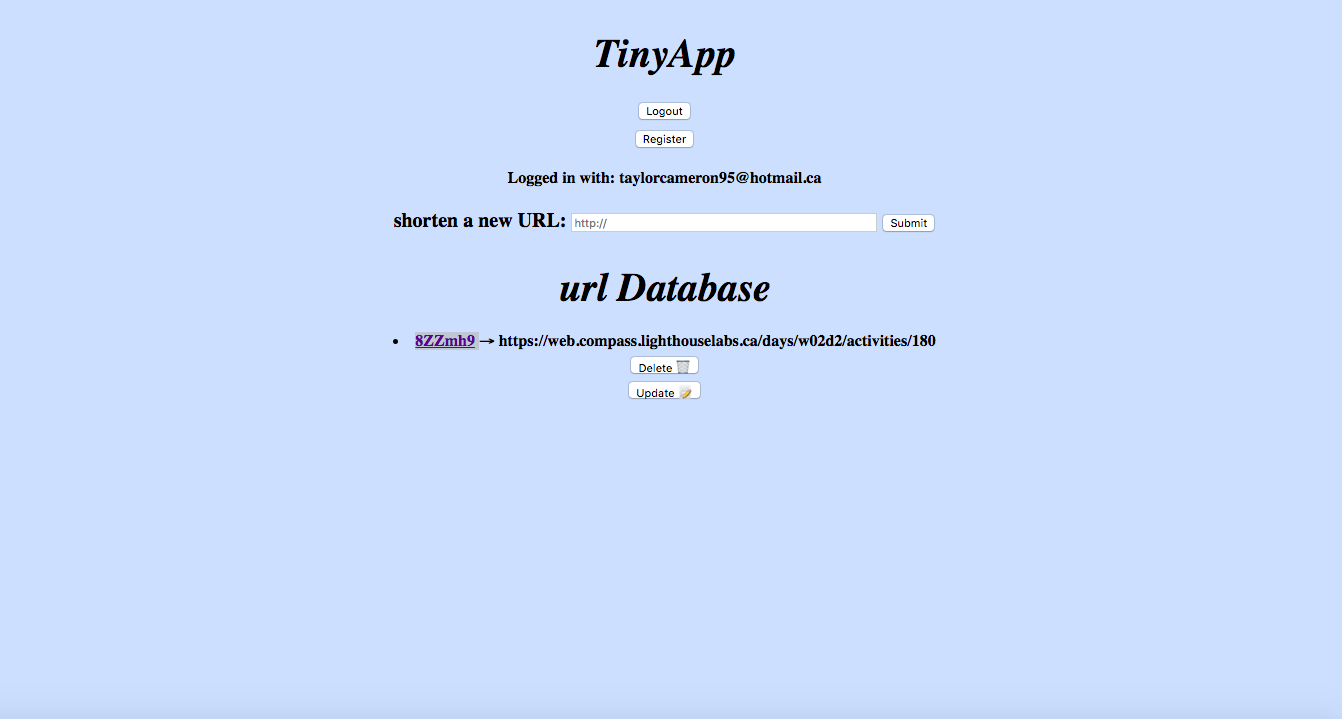 TinyApp
Logout
Register
Logged in with: taylorcameron95@hotmail.ca
shorten a new URL: http:// Submit
url Database
• 8ZZmh9 → https://web.compass.lighthouselabs.ca/days/w02d2/activities/180
Delete 🗑️
Update 📝